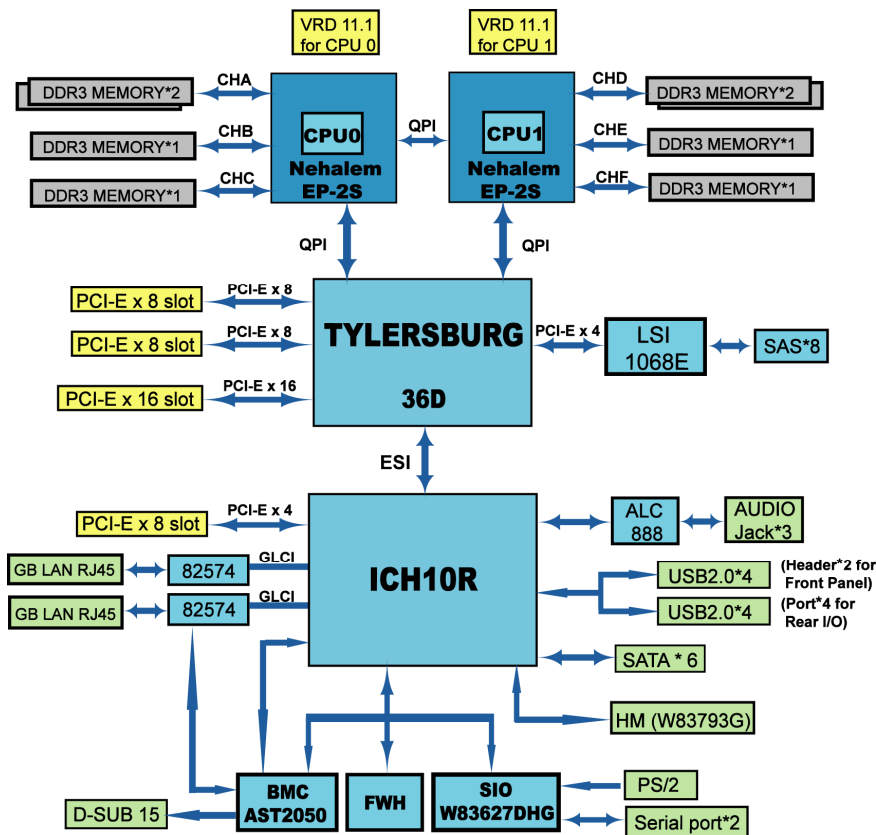 VRD 11.1
for CPU 0
VRD 11.1
for CPU 1
DDR3 MEMORY*2
CHA
CPU0
Nehalem
EP-2S
QPI
CPU1
Nehalem
EP-2S
CHD
DDR3 MEMORY*2
DDR3 MEMORY*1
CHB
CHE
DDR3 MEMORY*1
DDR3 MEMORY*1
CHC
CHF
DDR3 MEMORY*1
QPI
QPI
PCI-E x 8 slot
PCI-E x 8
PCI-E x 8 slot
PCI-E x 8
PCI-E x 16 slot
PCI-E x 16
TYLERSBURG
36D
PCI-E x 4
LSI
1068E
SAS*8
ESI
PCI-E x 8 slot
PCI-E x 4
ICH10R
ALC
888
AUDIO
Jack*3
GB LAN RJ45
82574
GLCI
GB LAN RJ45
82574
GLCI
USB2.0*4
(Header*2 for
Front Panel)
USB2.0*4
(Port*4 for
Rear I/O)
SATA * 6
HM (W83793G)
D-SUB 15
BMC
AST2050
FWH
SIO
W83627DHG
PS/2
Serial port*2